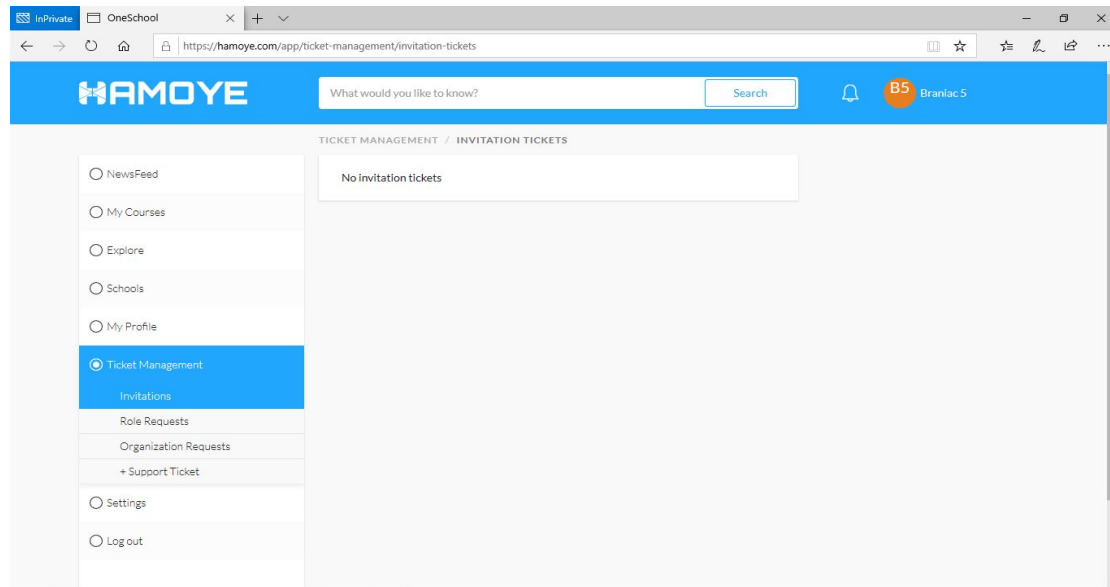 InPrivate
OneSchool
https://hamoye.com/app/ticket-management/invitation-tickets
HAMOYE
What would you like to know?
Search
B5
Braniac 5
TICKET MANAGEMENT / INVITATION TICKETS
No invitation tickets
NewsFeed
My Courses
Explore
Schools
My Profile
Ticket Management
Invitations
Role Requests
Organization Requests
+ Support Ticket
Settings
Log out